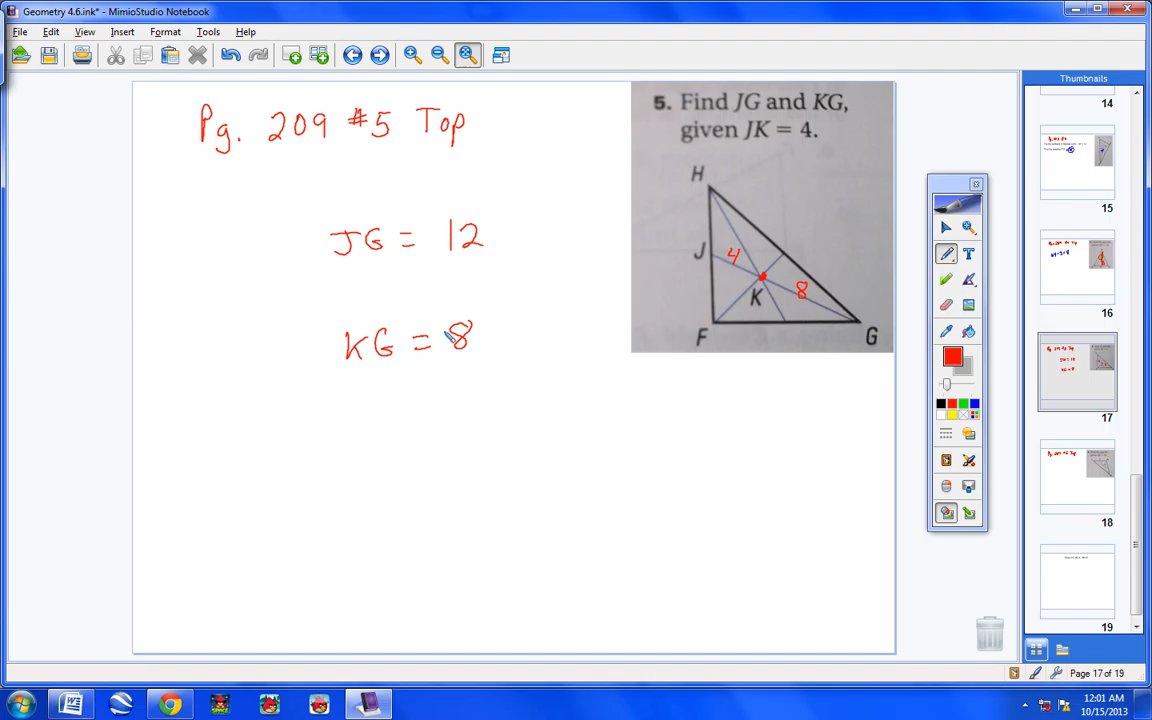 Geometry 4.6.ink* - MimioStudio Notebook
File Edit View Insert Format Tools Help
Pg. 209 #5 Top
JG = 12
KG = 8
5. Find JG and KG,
given JK = 4.
H
J
4
K
8
F
G
Thumbnails
14
15
16
17
18
19
Page 17 of 19
12:01 AM
10/15/2013